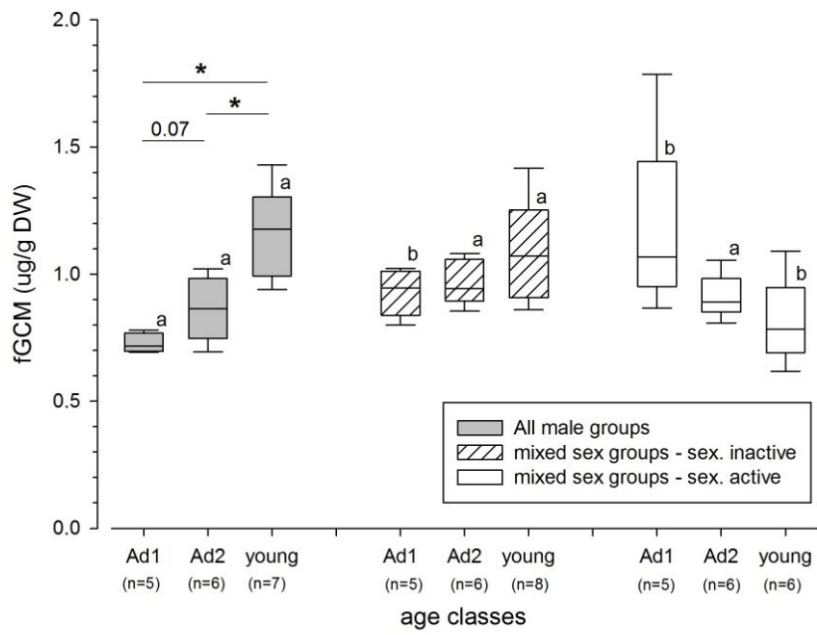 2.0
1.5
1.0
0.5
0.0
fGCM (ug/g DW)
*
*
0.07
a
a
a
b
a
a
b
a
b
All male groups
mixed sex groups - sex. inactive
mixed sex groups - sex. active
Ad1 Ad2 young Ad1 Ad2 young Ad1 Ad2 young
(n=5) (n=6) (n=7) (n=5) (n=6) (n=8) (n=5) (n=6) (n=6)
age classes